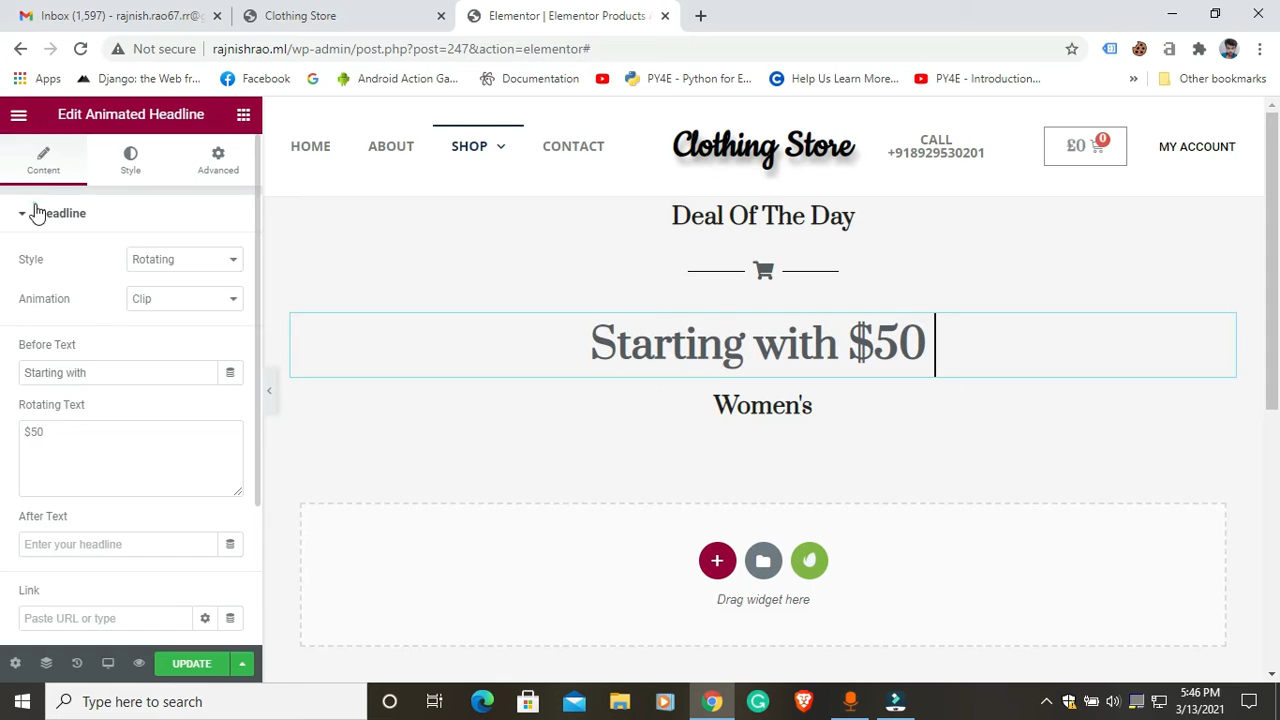 Inbox (1,597) - rajnish.rao67.rr@g
Clothing Store
Elementor | Elementor Products
Not secure
rajnishrao.ml/wp-admin/post.php?post=247&action=elementor#
Apps
Django: the Web fr...
Facebook
Android Action Ga...
Documentation
PY4E - Python for E...
Help Us Learn More...
PY4E - Introduction...
»
Other bookmarks
Edit Animated Headline
Content
Style
Advanced
HOME
ABOUT
SHOP
CONTACT
Clothing Store
CALL
+918929530201
£0
0
MY ACCOUNT
Headline
Style
Rotating
Animation
Clip
Before Text
Starting with
Rotating Text
$50
After Text
Enter your headline
Link
Paste URL or type
UPDATE
Deal Of The Day
Starting with $50
Women's
Drag widget here
Type here to search
5:46 PM
3/13/2021